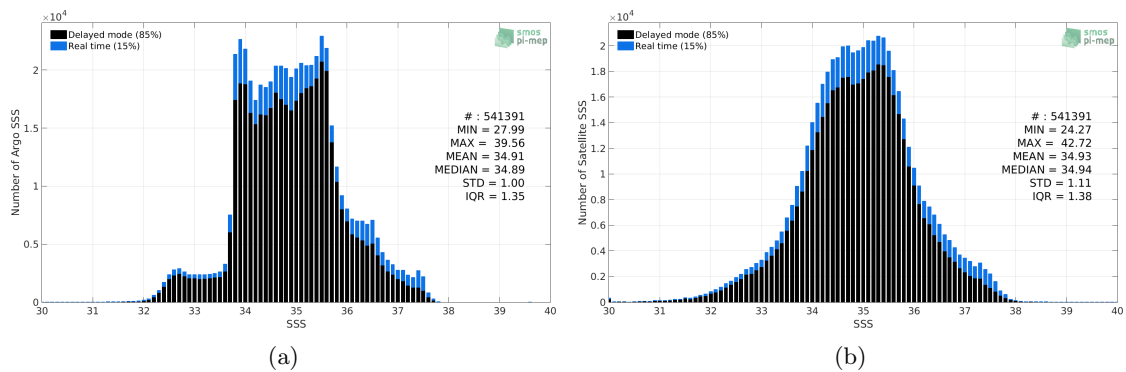 ×10⁴
Delayed mode (85%)
Real time (15%)
smos
pi-mep
# : 541391
MIN = 27.99
MAX = 39.56
MEAN = 34.91
MEDIAN = 34.89
STD = 1.00
IQR = 1.35
Number of Argo SSS
2
1.5
1
0.5
0
30 31 32 33 34 35 36 37 38 39 40
SSS
(a)
×10⁴
Delayed mode (85%)
Real time (15%)
smos
pi-mep
# : 541391
MIN = 24.27
MAX = 42.72
MEAN = 34.93
MEDIAN = 34.94
STD = 1.11
IQR = 1.38
Number of Satellite SSS
2
1.8
1.6
1.4
1.2
1
0.8
0.6
0.4
0.2
0
30 31 32 33 34 35 36 37 38 39 40
SSS
(b)